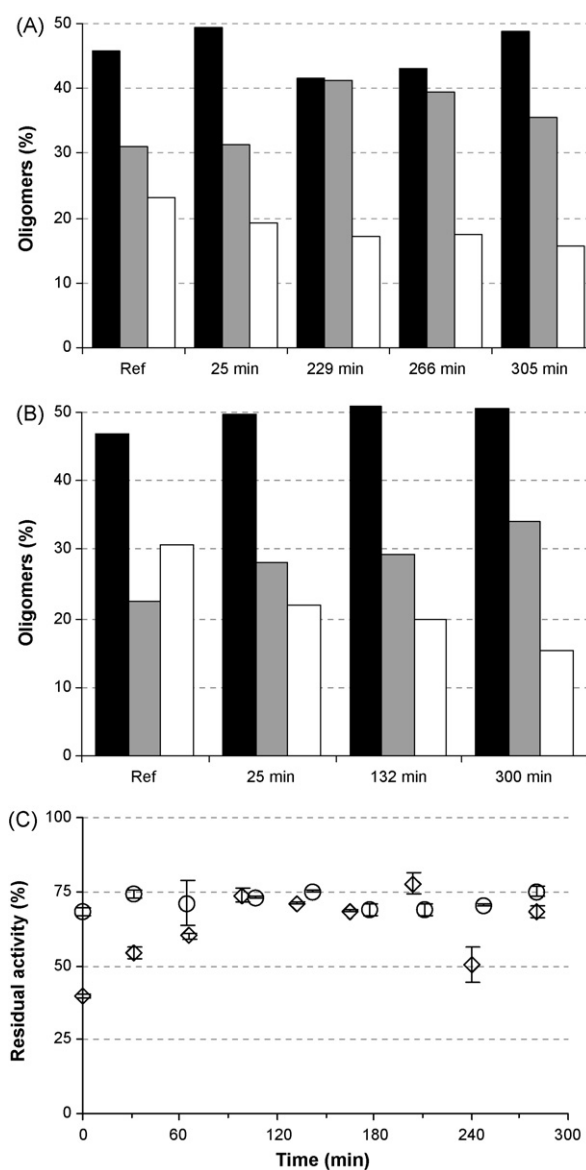 (A)
50
40
30
20
10
0
Oligomers (%)
Ref 25 min 229 min 266 min 305 min
(B)
50
40
30
20
10
0
Oligomers (%)
Ref 25 min 132 min 300 min
(C)
100
75
50
25
0
Residual activity (%)
0 60 120 180 240 300
Time (min)